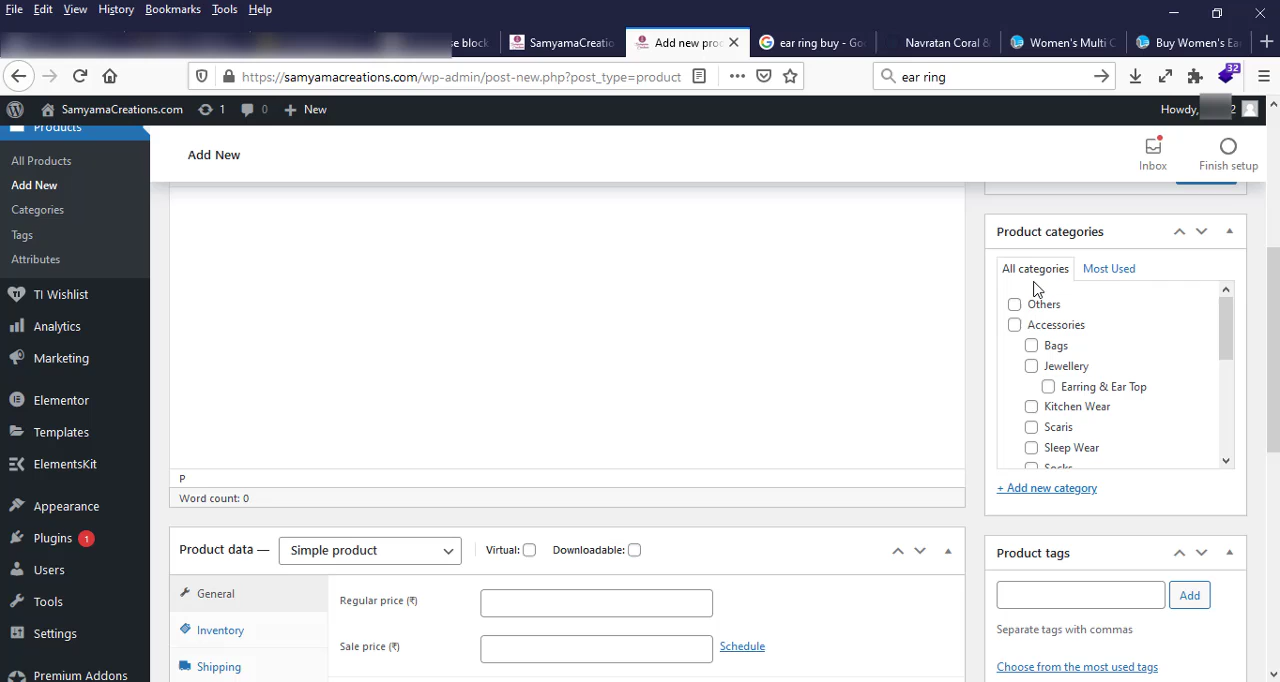 File Edit View History Bookmarks Tools Help
se block SamyamaCreatio Add new proc ear ring buy - Goo Navratan Coral & Women's Multi C Buy Women's Ea
https://samyamacreations.com/wp-admin/post-new.php?post_type=product ear ring 32
SamyamaCreations.com 1 0 New Howdy, 2
Products
All Products
Add New
Categories
Tags
Attributes
TI Wishlist
Analytics
Marketing
Elementor
Templates
ElementsKit
Appearance
Plugins 1
Users
Tools
Settings
Premium Addons
Add New
Inbox
Finish setup
P
Word count: 0
Product data — Simple product Virtual: Downloadable:
General
Inventory
Shipping
Regular price (₹)
Sale price (₹) Schedule
Product categories
All categories Most Used
Others
Accessories
Bags
Jewellery
Earring & Ear Top
Kitchen Wear
Scaris
Sleep Wear
Socks
+ Add new category
Product tags
Add
Separate tags with commas
Choose from the most used tags